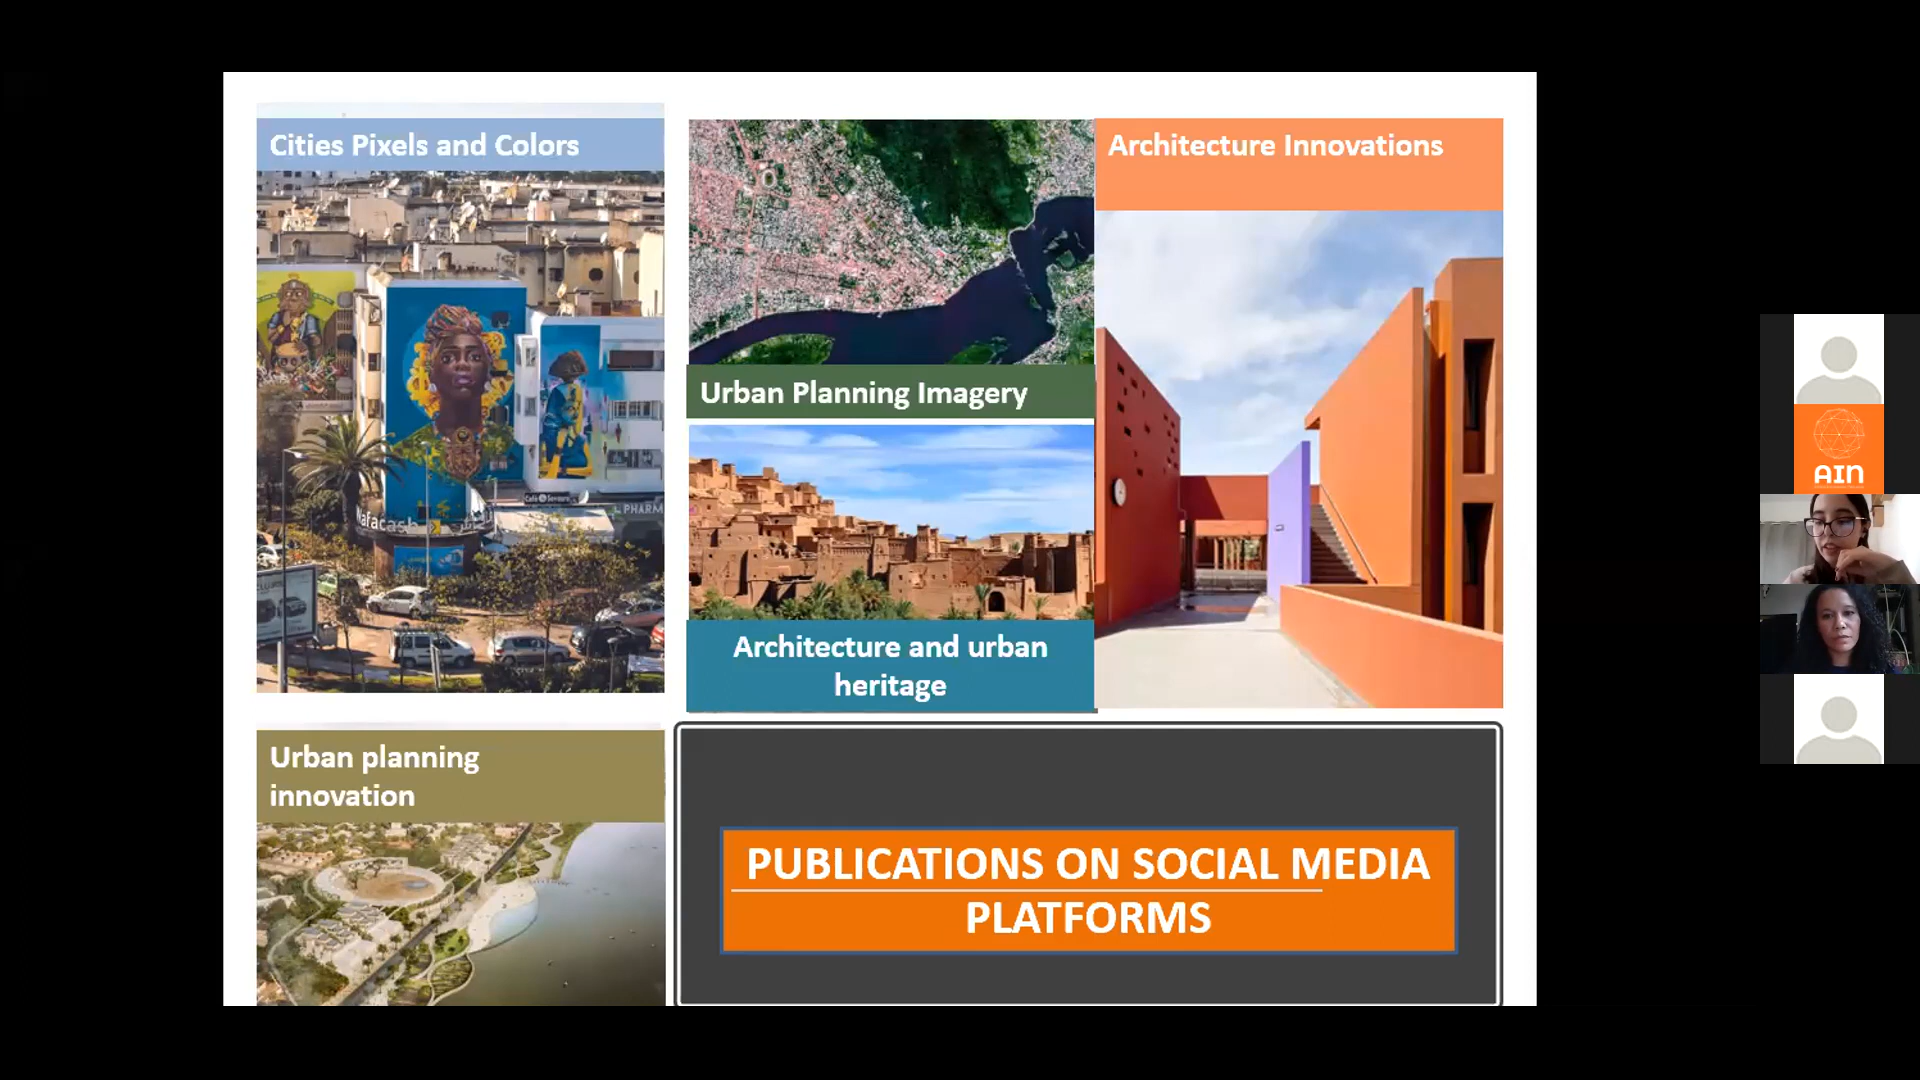 Cities Pixels and Colors
Architecture Innovations
Urban Planning Imagery
Architecture and urban
heritage
Urban planning
innovation
PUBLICATIONS ON SOCIAL MEDIA
PLATFORMS
Wafacash
PHARM
AIN